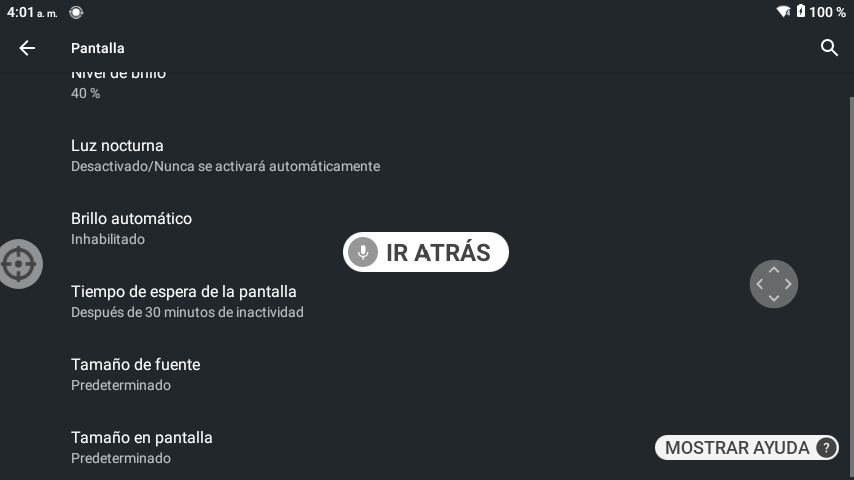 4:01 a. m.
100 %
Pantalla
Nivel de brillo
40 %
Luz nocturna
Desactivado/Nunca se activará automáticamente
Brillo automático
Inhabilitado
IR ATRÁS
Tiempo de espera de la pantalla
Después de 30 minutos de inactividad
Tamaño de fuente
Predeterminado
Tamaño en pantalla
Predeterminado
MOSTRAR AYUDA ?